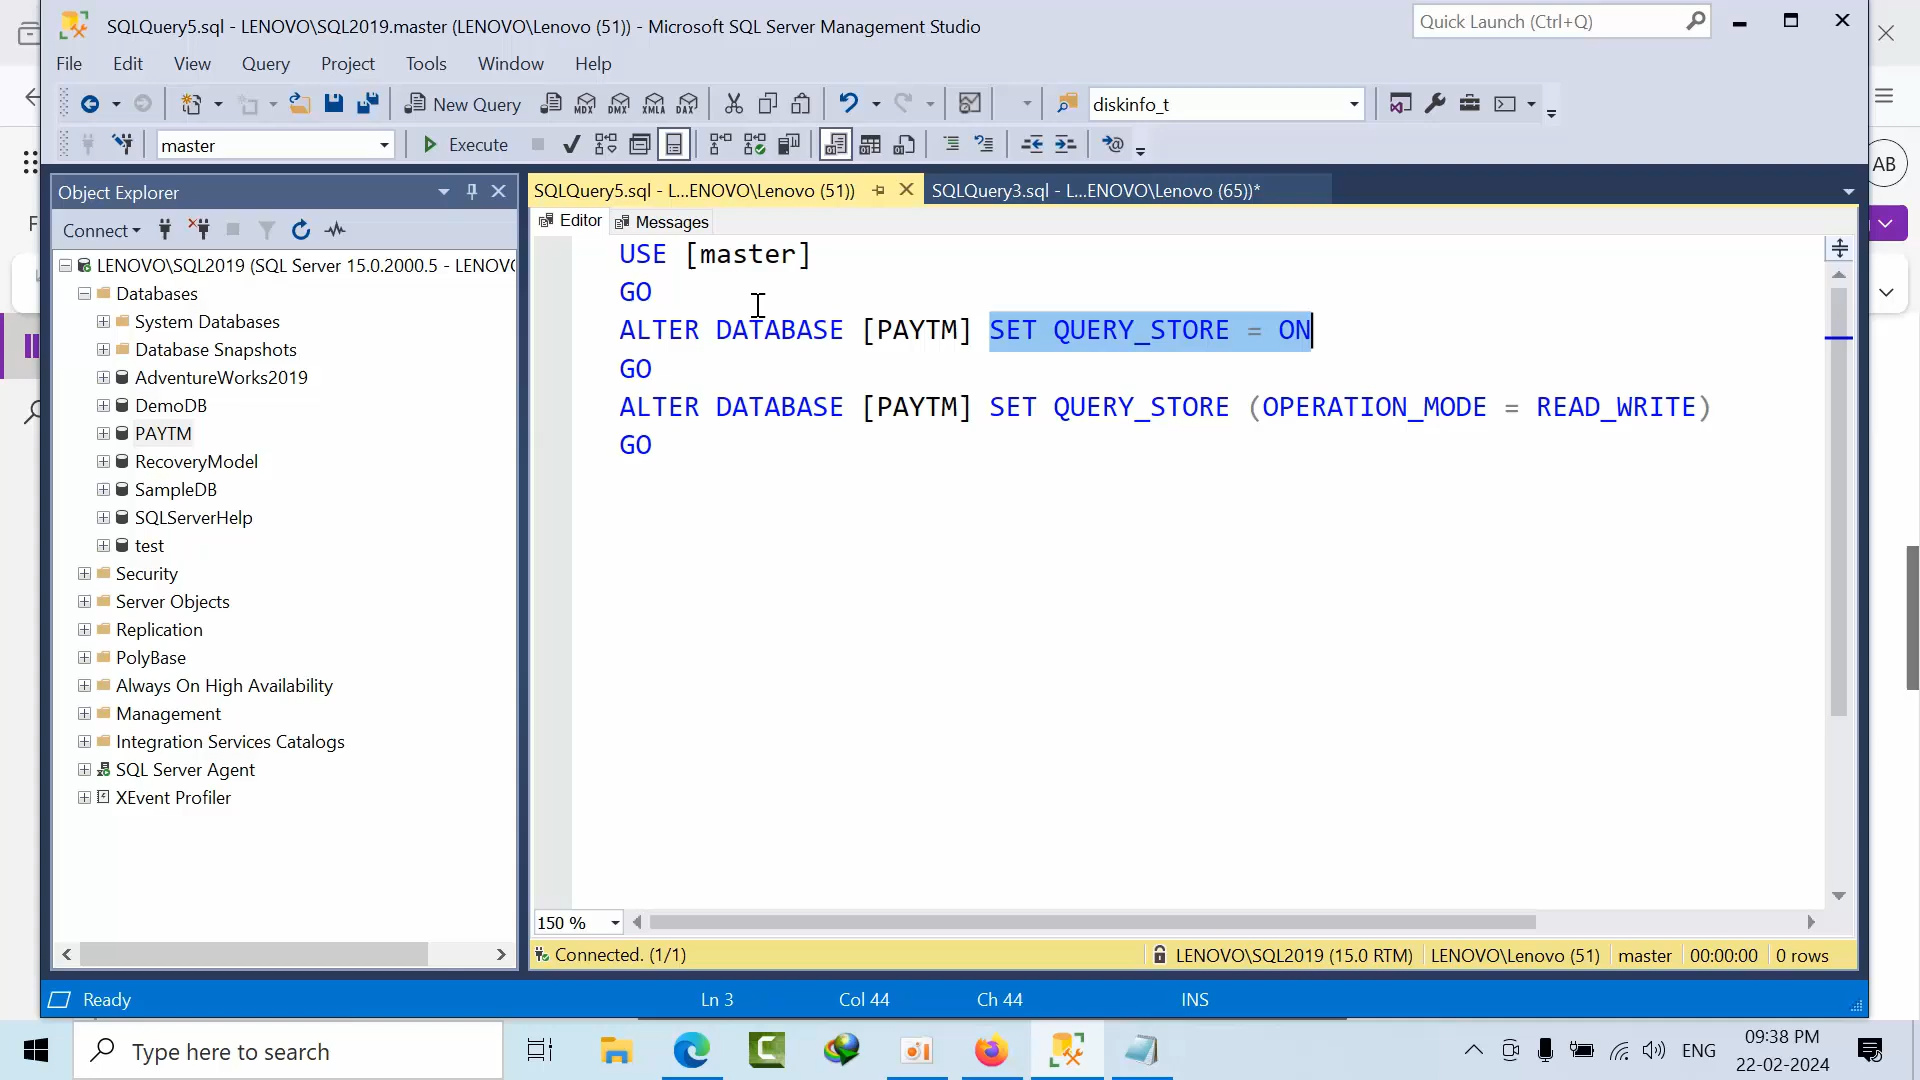 SQLQuery5.sql - LENOVO\SQL2019.master (LENOVO\Lenovo (51)) - Microsoft SQL Server Management Studio
Quick Launch (Ctrl+Q)
File Edit View Query Project Tools Window Help
New Query MDX DMX XMLA DAX diskinfo_t
master Execute
AB
Object Explorer
SQLQuery5.sql - L...ENOVO\Lenovo (51))
SQLQuery3.sql - L...ENOVO\Lenovo (65))*
Connect
Editor Messages
LENOVO\SQL2019 (SQL Server 15.0.2000.5 - LENOVO
Databases
System Databases
Database Snapshots
AdventureWorks2019
DemoDB
PAYTM
RecoveryModel
SampleDB
SQLServerHelp
test
Security
Server Objects
Replication
PolyBase
Always On High Availability
Management
Integration Services Catalogs
SQL Server Agent
XEvent Profiler
USE [master]
GO
ALTER DATABASE [PAYTM] SET QUERY_STORE = ON
GO
ALTER DATABASE [PAYTM] SET QUERY_STORE (OPERATION_MODE = READ_WRITE)
GO
150 %
Connected. (1/1) LENOVO\SQL2019 (15.0 RTM) LENOVO\Lenovo (51) master 00:00:00 0 rows
Ready Ln 3 Col 44 Ch 44 INS
Type here to search
ENG
09:38 PM
22-02-2024